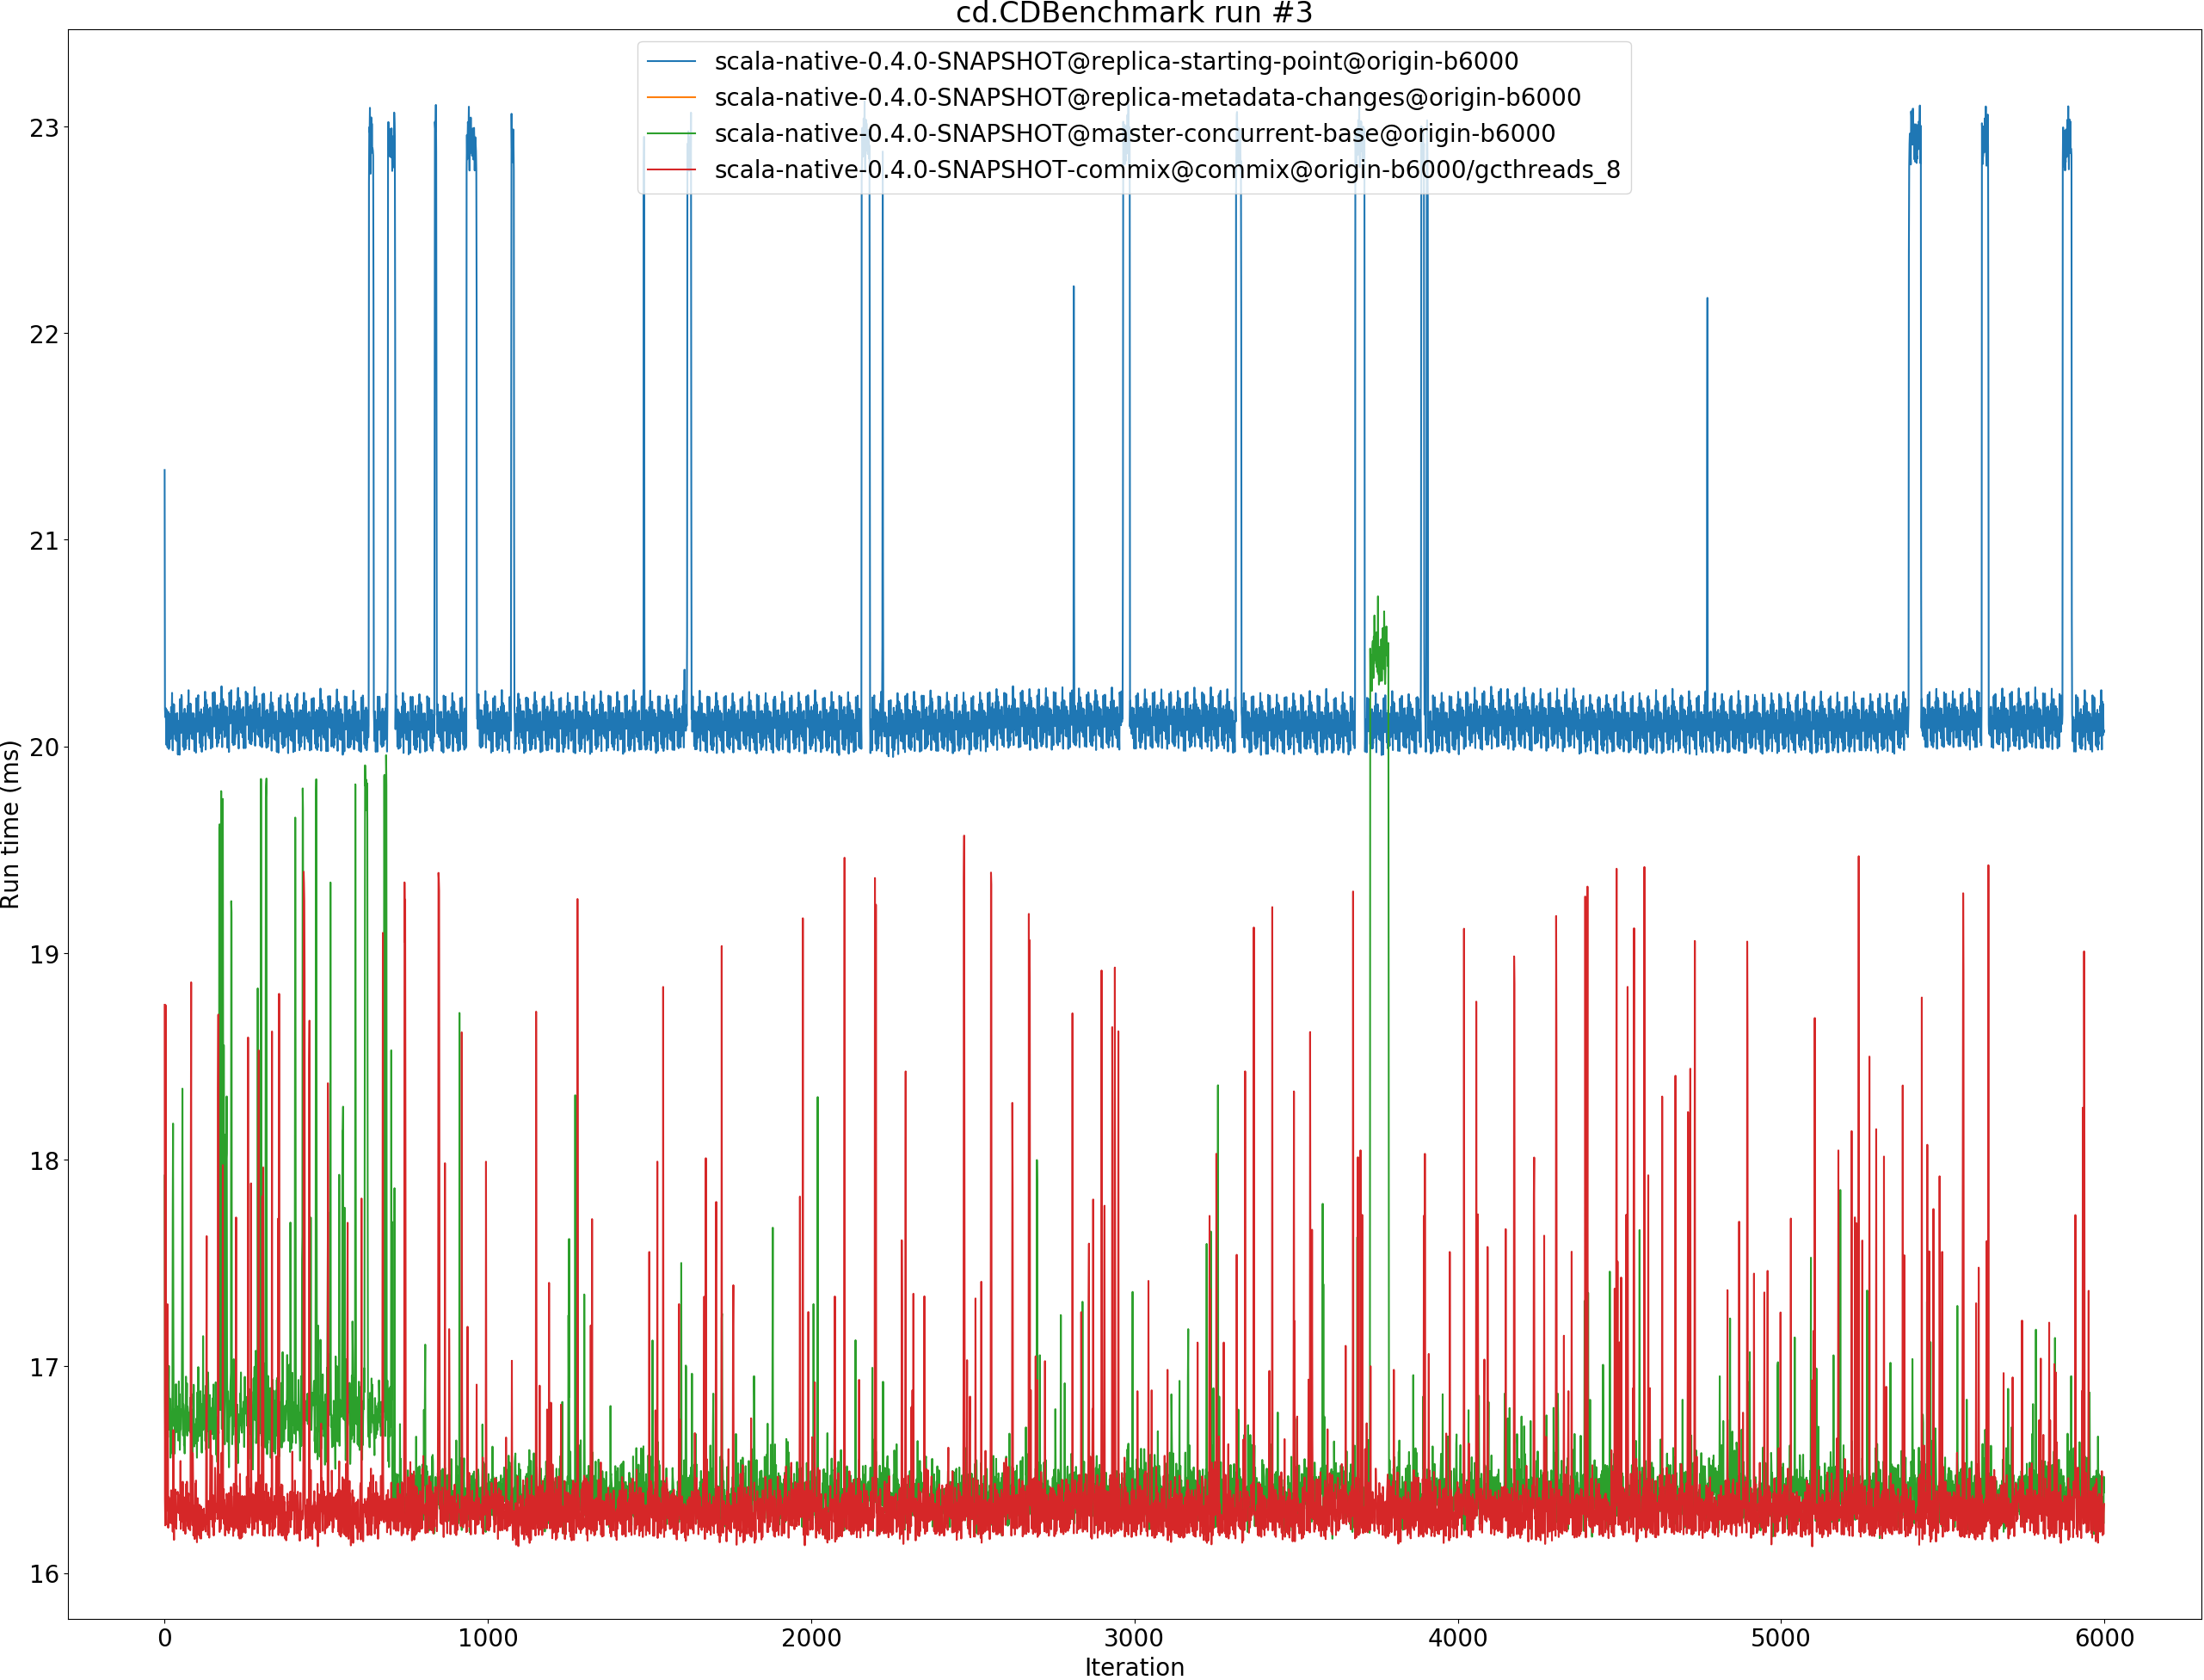 cd.CDBenchmark run #3
scala-native-0.4.0-SNAPSHOT@replica-starting-point@origin-b6000
scala-native-0.4.0-SNAPSHOT@replica-metadata-changes@origin-b6000
scala-native-0.4.0-SNAPSHOT@master-concurrent-base@origin-b6000
scala-native-0.4.0-SNAPSHOT-commix@commix@origin-b6000/gcthreads_8
23
22
21
20
19
18
17
16
Run time (ms)
0 1000 2000 3000 4000 5000 6000
Iteration